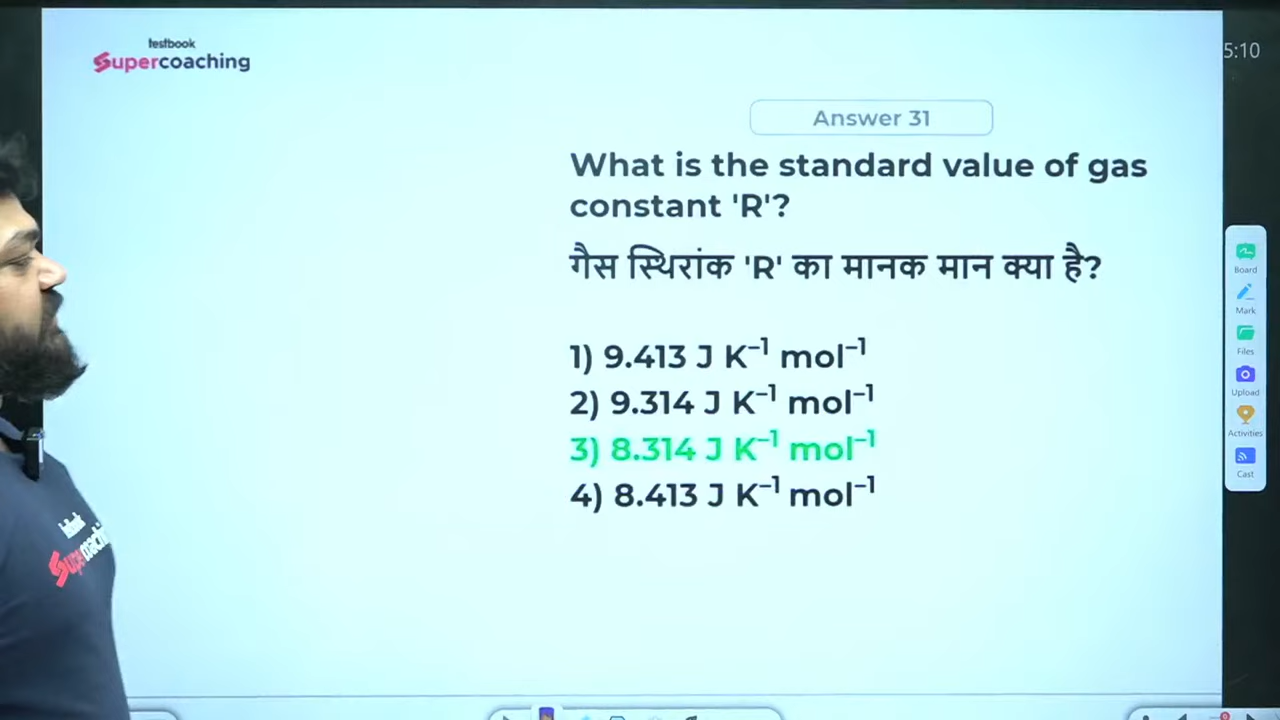 testbook
Supercoaching
5:10
Answer 31
What is the standard value of gas
constant 'R'?
गैस स्थिरांक 'R' का मानक मान क्या है?
1) 9.413 J K⁻¹ mol⁻¹
2) 9.314 J K⁻¹ mol⁻¹
3) 8.314 J K⁻¹ mol⁻¹
4) 8.413 J K⁻¹ mol⁻¹
Board
Mark
Files
Upload
Activities
Cast
testbook
Supercoaching